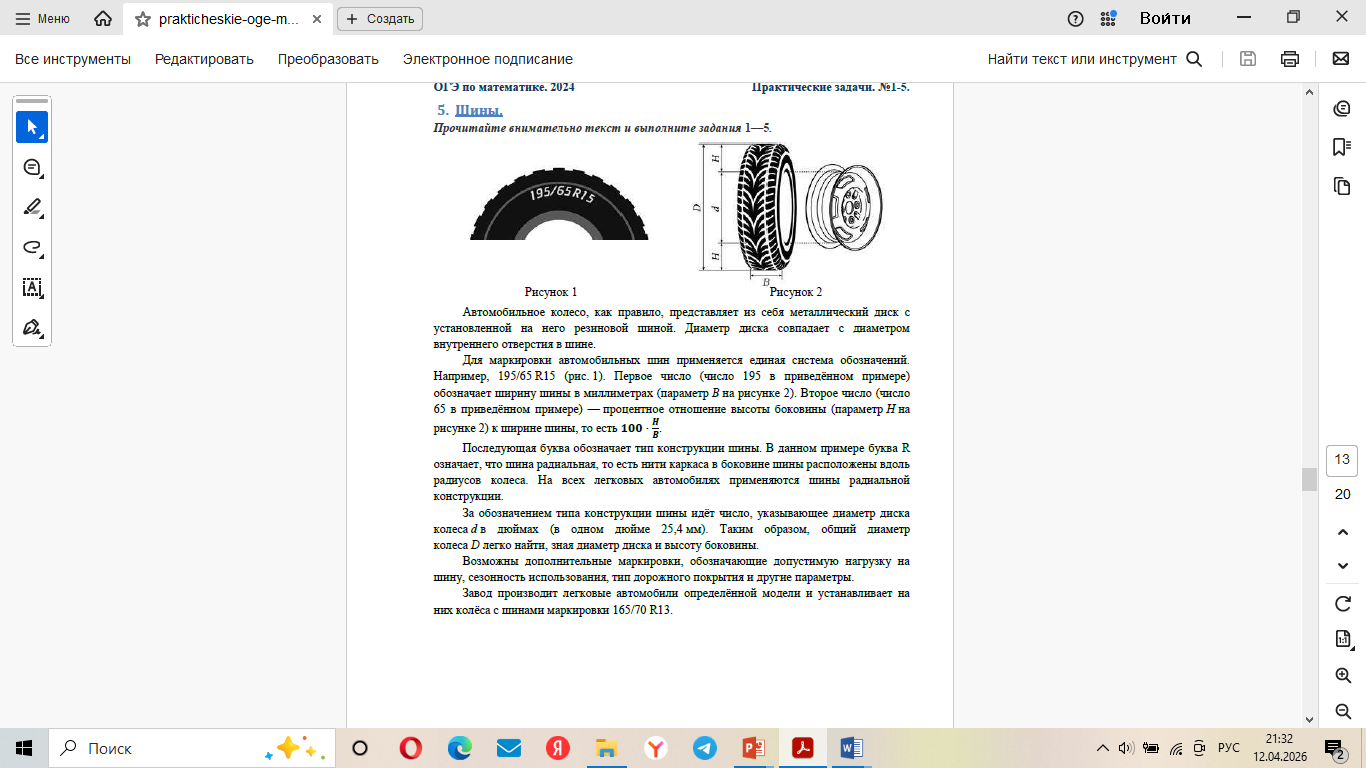 Меню
prakticheskie-oge-m...
Создать
Войти
Все инструменты
Редактировать
Преобразовать
Электронное подписание
Найти текст или инструмент
ОГЭ по математике. 2024
Практические задачи. №1-5.
5. Шины.
Прочитайте внимательно текст и выполните задания 1—5.
195/65 R15
H
D
d
H
B
Рисунок 1
Рисунок 2
Автомобильное колесо, как правило, представляет из себя металлический диск с
установленной на него резиновой шиной. Диаметр диска совпадает с диаметром
внутреннего отверстия в шине.
Для маркировки автомобильных шин применяется единая система обозначений.
Например, 195/65 R15 (рис. 1). Первое число (число 195 в приведённом примере)
обозначает ширину шины в миллиметрах (параметр B на рисунке 2). Второе число (число
65 в приведённом примере) — процентное отношение высоты боковины (параметр H на
рисунке 2) к ширине шины, то есть 100 · H/B.
Последующая буква обозначает тип конструкции шины. В данном примере буква R
означает, что шина радиальная, то есть нити каркаса в боковине шины расположены вдоль
радиусов колеса. На всех легковых автомобилях применяются шины радиальной
конструкции.
За обозначением типа конструкции шины идёт число, указывающее диаметр диска
колеса d в дюймах (в одном дюйме 25,4 мм). Таким образом, общий диаметр
колеса D легко найти, зная диаметр диска и высоту боковины.
Возможны дополнительные маркировки, обозначающие допустимую нагрузку на
шину, сезонность использования, тип дорожного покрытия и другие параметры.
Завод производит легковые автомобили определённой модели и устанавливает на
них колёса с шинами маркировки 165/70 R13.
13
20
1:1
Поиск
РУС
21:32
12.04.2026
2